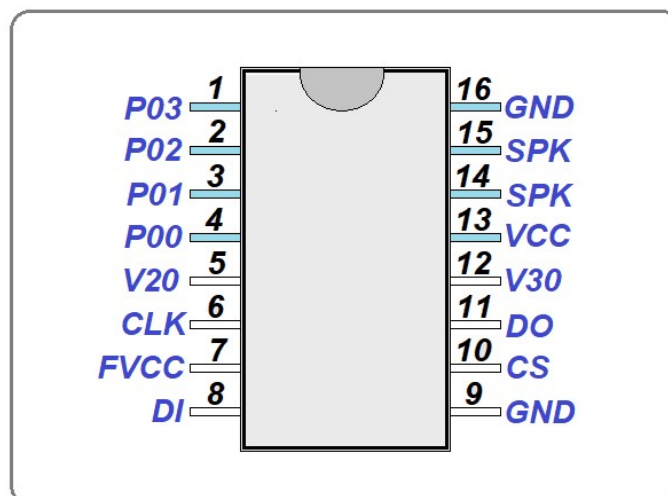 P03 1 16 GND
P02 2 15 SPK
P01 3 14 SPK
P00 4 13 VCC
V20 5 12 V30
CLK 6 11 DO
FVCC 7 10 CS
DI 8 9 GND